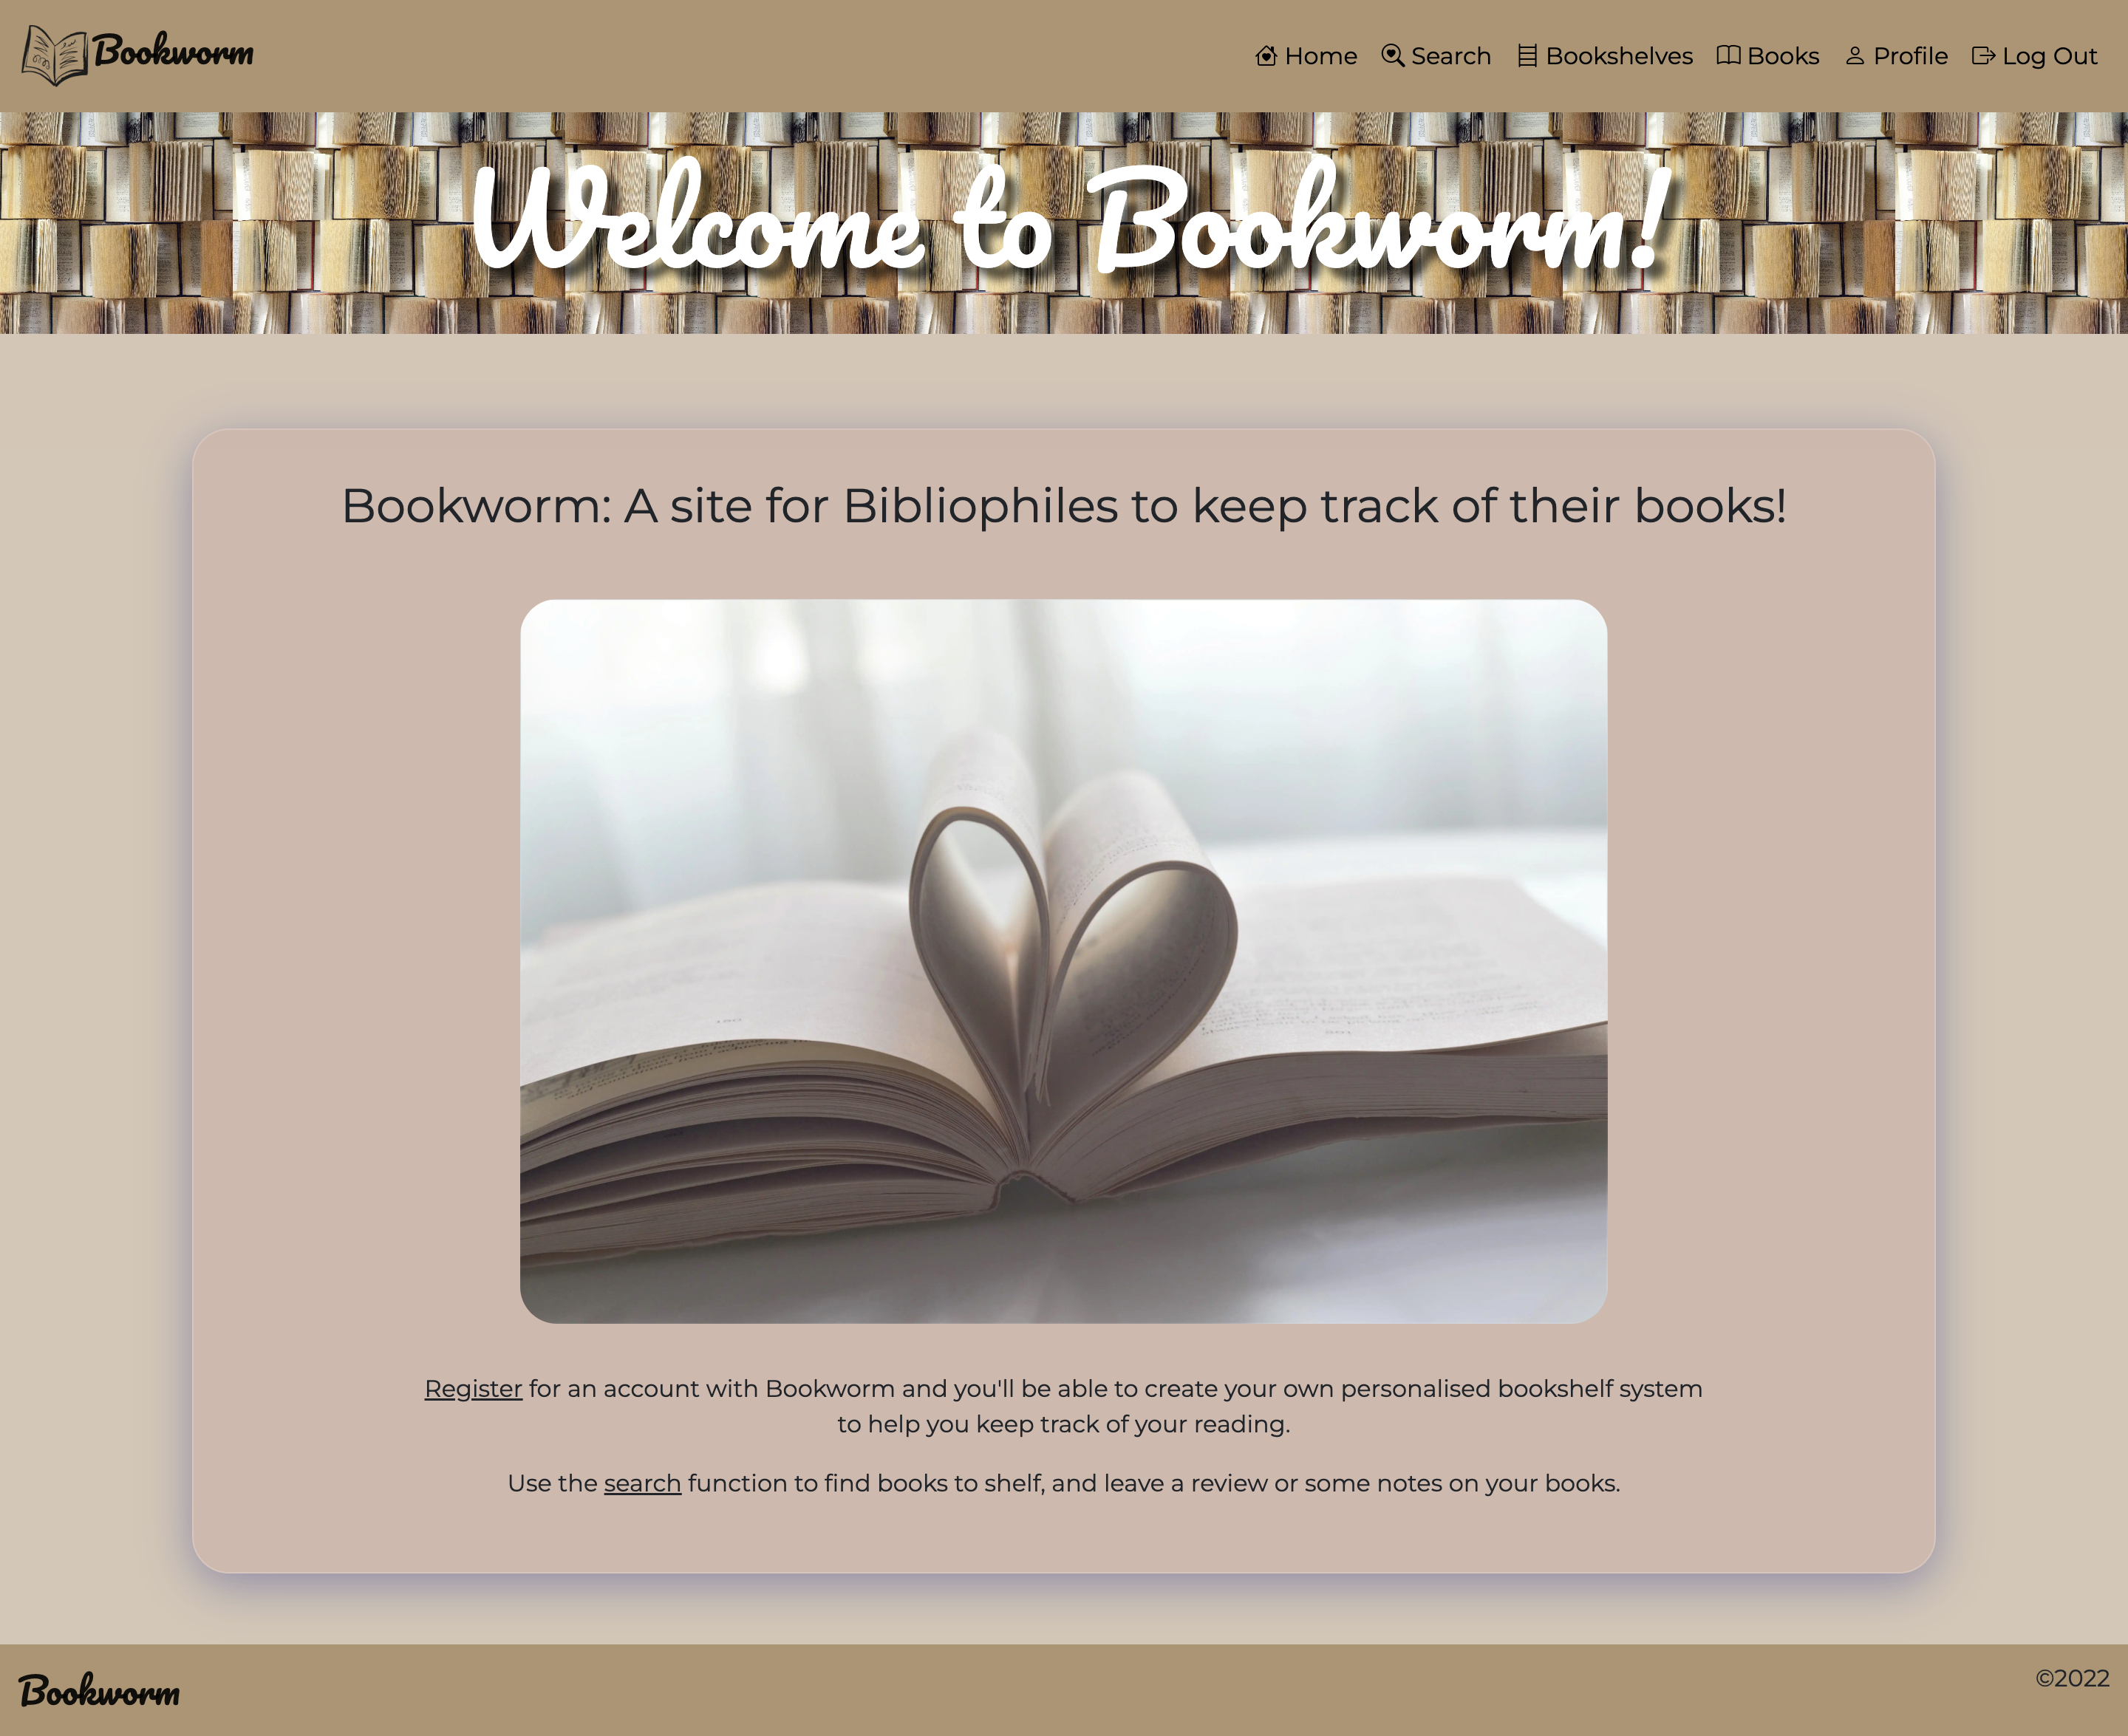 Bookworm
Home Search Bookshelves Books Profile Log Out
Welcome to Bookworm!
Bookworm: A site for Bibliophiles to keep track of their books!
Register for an account with Bookworm and you'll be able to create your own personalised bookshelf system
to help you keep track of your reading.
Use the search function to find books to shelf, and leave a review or some notes on your books.
Bookworm
©2022